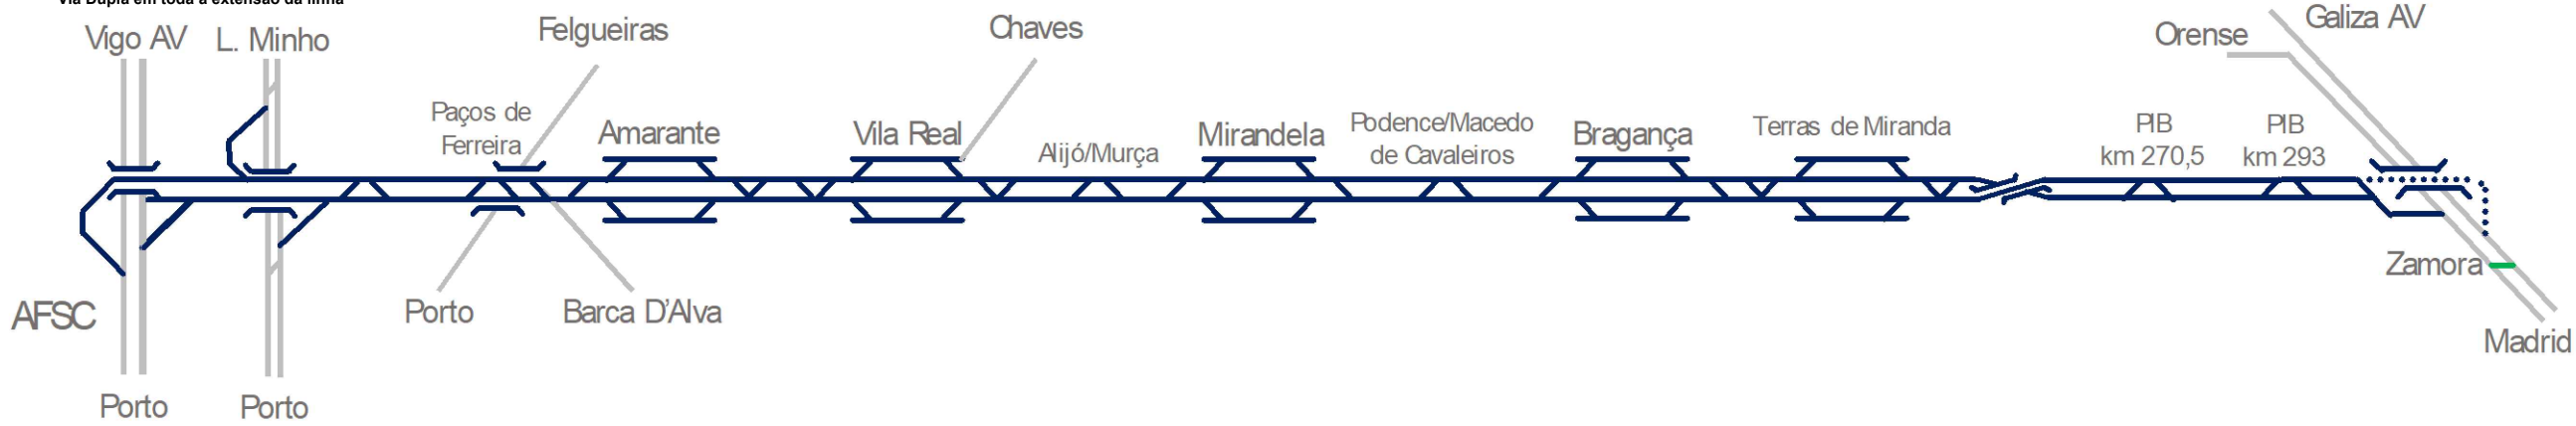 Via Dupla em toda a extensão da linha
Vigo AV
L. Minho
Felgueiras
Chaves
Orense
Galiza AV
Paços de
Ferreira
Amarante
Vila Real
Alijó/Murça
Mirandela
Podence/Macedo
de Cavaleiros
Bragança
Terras de Miranda
PIB
km 270,5
PIB
km 293
AFSC
Porto
Barca D'Alva
Zamora
Madrid
Porto
Porto